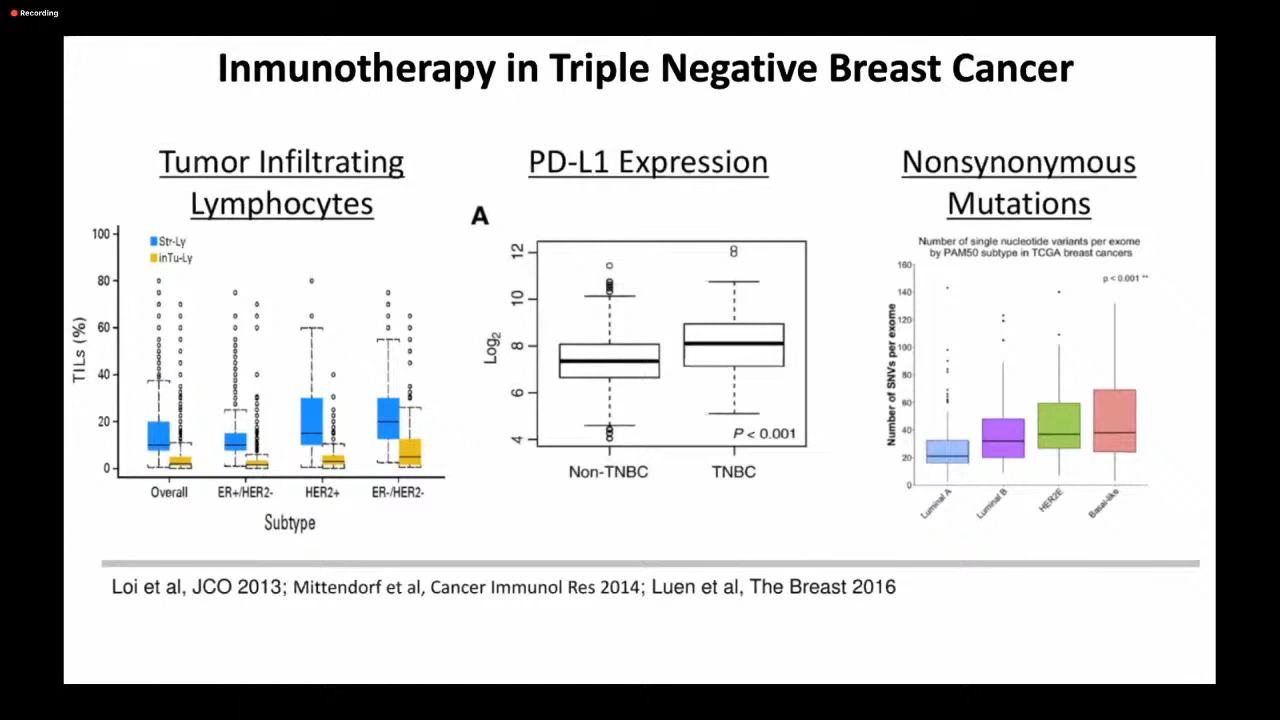 Recording
Inmunotherapy in Triple Negative Breast Cancer
Tumor Infiltrating
Lymphocytes
100
80
60
40
20
0
TILs (%)
Str-Ly
inTu-Ly
Overall
ER+/HER2-
HER2+
ER-/HER2-
Subtype
PD-L1 Expression
A
12
10
8
6
4
Log2
P < 0.001
Non-TNBC
TNBC
Nonsynonymous
Mutations
Number of single nucleotide variants per exome
by PAM50 subtype in TCGA breast cancers
p < 0.001 **
160
140
120
100
80
60
40
20
0
Number of SNVs per exome
Luminal A
Luminal B
HER2E
Basal-like
Loi et al, JCO 2013; Mittendorf et al, Cancer Immunol Res 2014; Luen et al, The Breast 2016